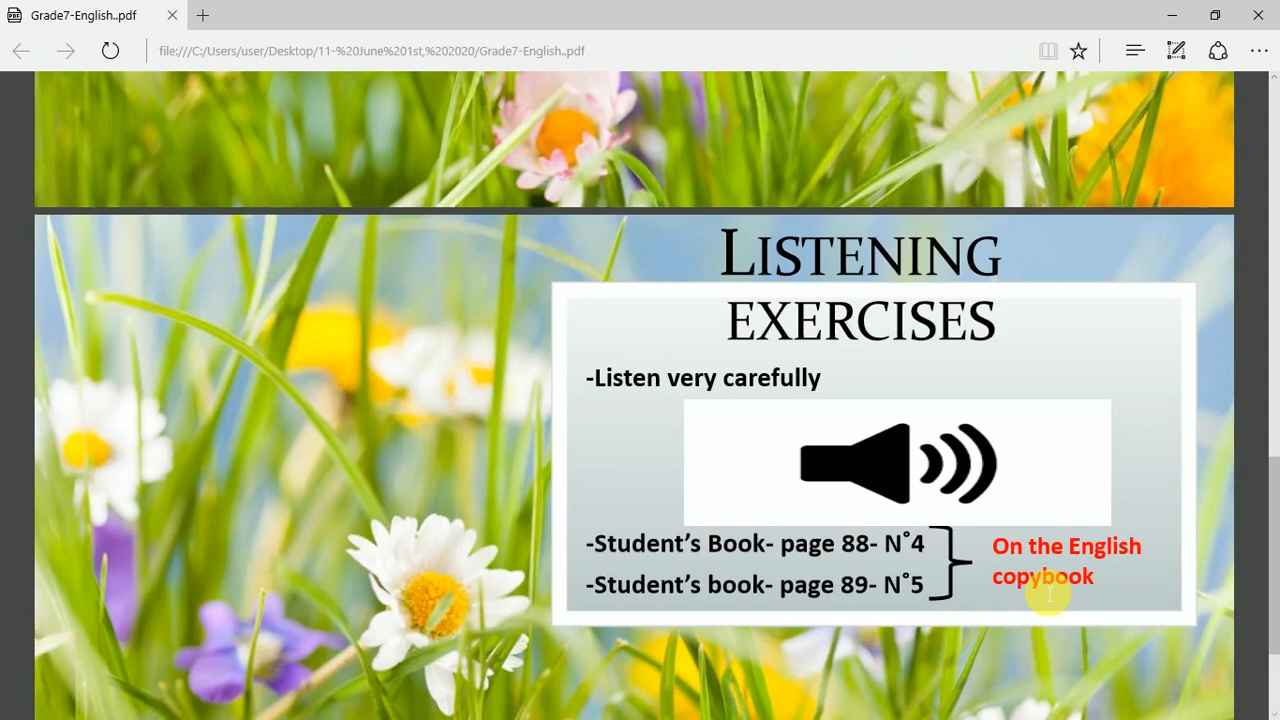 Grade7-English..pdf
file:///C:/Users/user/Desktop/11-%20June%201st,%202020/Grade7-English..pdf
LISTENING
EXERCISES
-Listen very carefully
-Student’s Book- page 88- N˚4
-Student’s book- page 89- N˚5
On the English
copybook